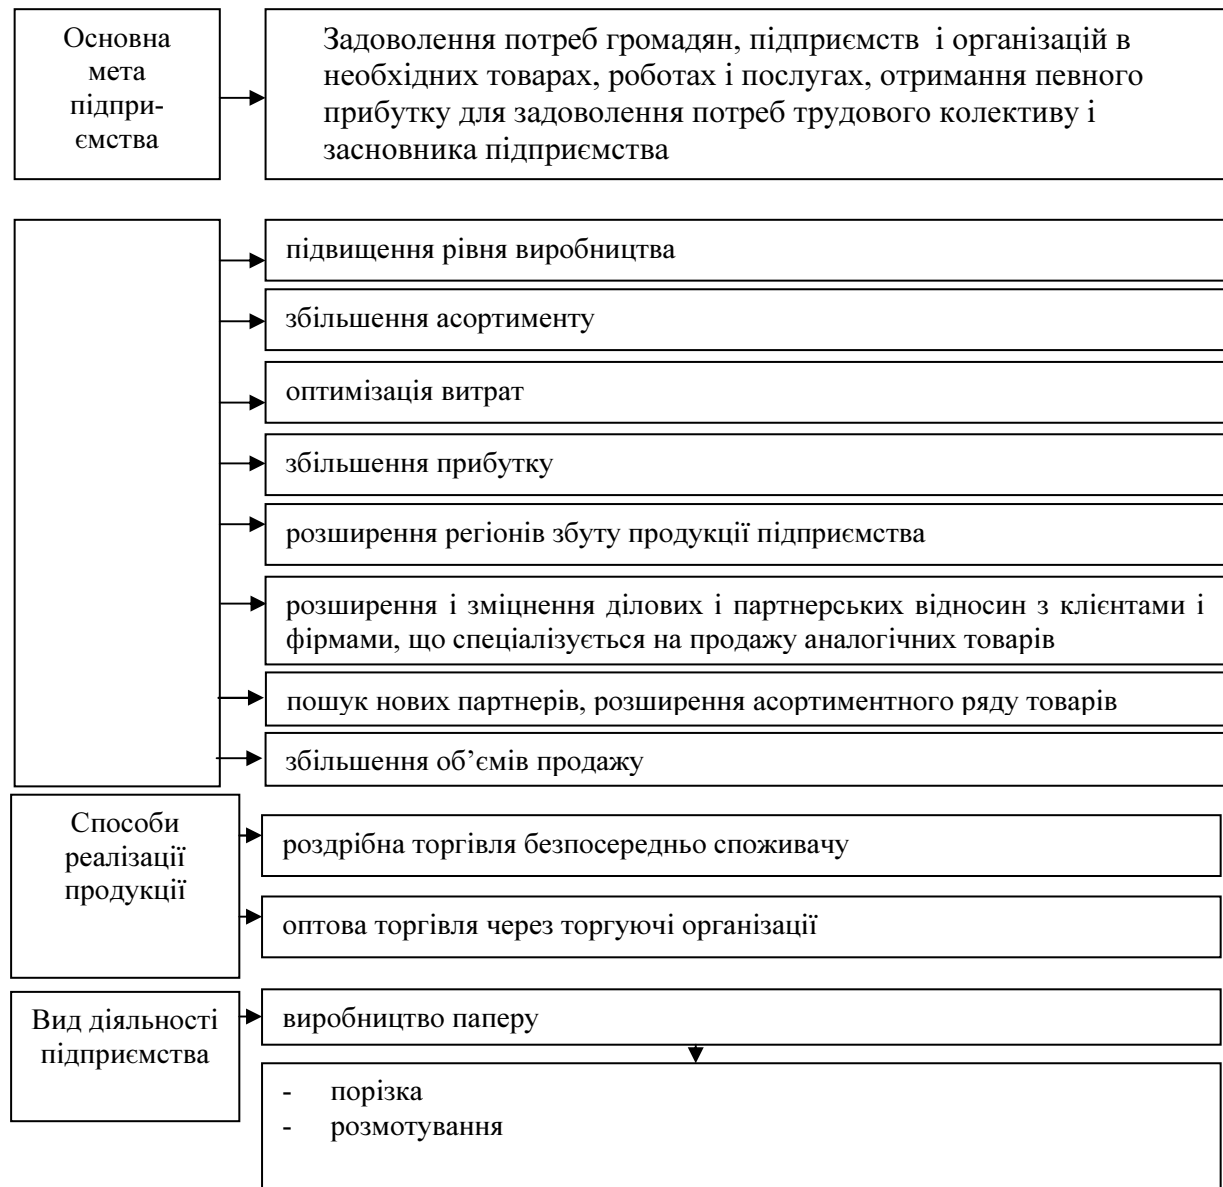 Основна
мета
підпри-
ємства
Задоволення потреб громадян, підприємств і організацій в
необхідних товарах, роботах і послугах, отримання певного
прибутку для задоволення потреб трудового колективу і
засновника підприємства
підвищення рівня виробництва
збільшення асортименту
оптимізація витрат
збільшення прибутку
розширення регіонів збуту продукції підприємства
розширення і зміцнення ділових і партнерських відносин з клієнтами і
фірмами, що спеціалізується на продажу аналогічних товарів
пошук нових партнерів, розширення асортиментного ряду товарів
збільшення об’ємів продажу
Способи
реалізації
продукції
роздрібна торгівля безпосередньо споживачу
оптова торгівля через торгуючі організації
Вид діяльності
підприємства
виробництво паперу
- порізка
- розмотування